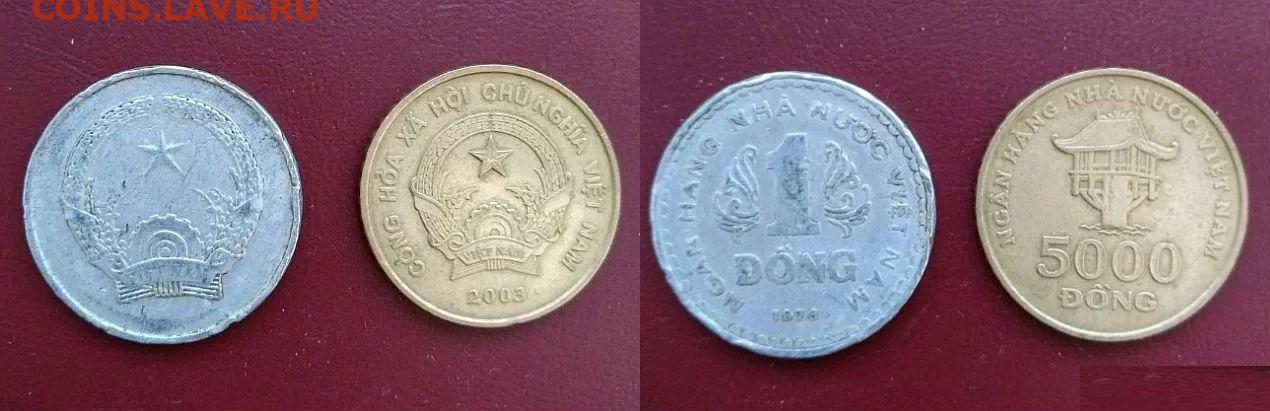 COINS.LAVE.RU
CỘNG HÒA XÃ HỘI CHỦ NGHĨA VIỆT NAM
VIỆT NAM
2003
NGÂN HÀNG NHÀ NƯỚC VIỆT NAM
1
ĐỒNG
1976
NGÂN HÀNG NHÀ NƯỚC VIỆT NAM
5000
ĐỒNG